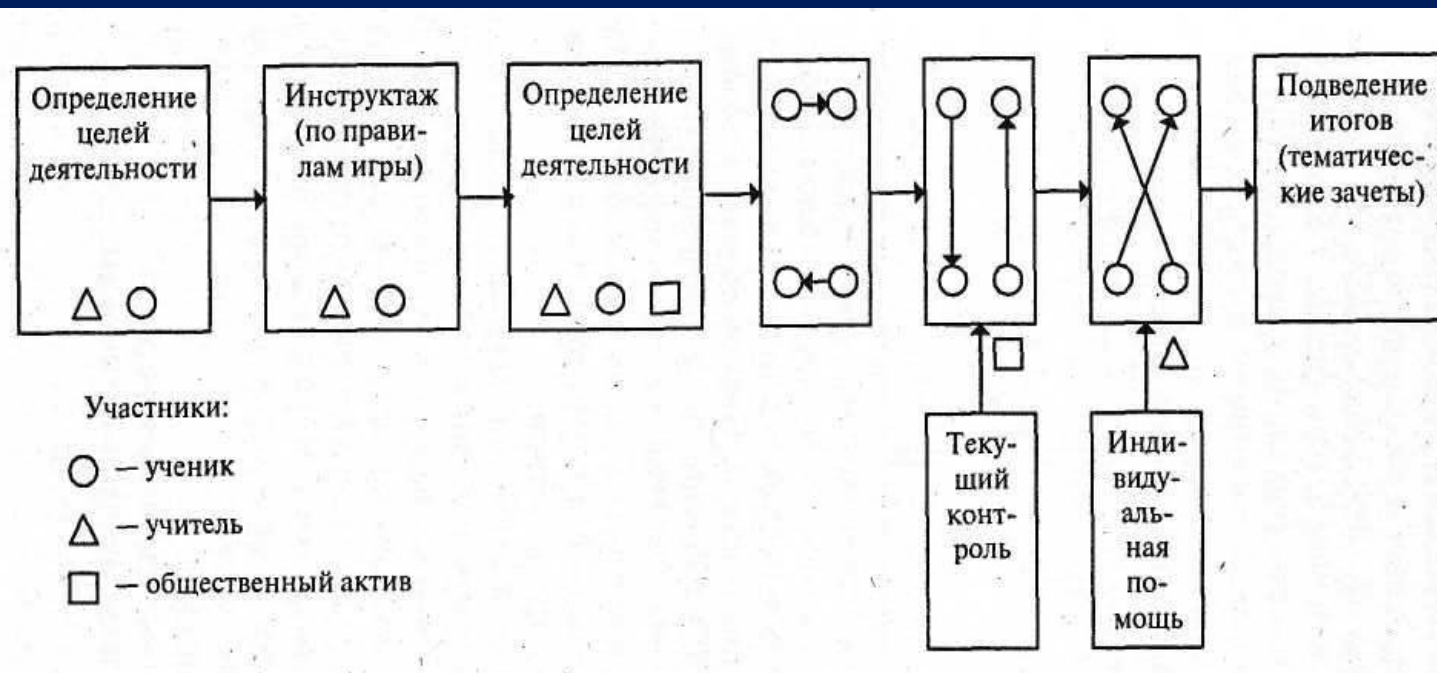 Определение
целей
деятельности
Инструктаж
(по прави-
лам игры)
Определение
целей
деятельности
Подведение
итогов
(тематичес-
кие зачеты)
Участники:
— ученик
— учитель
— общественный актив
Теку-
ший
конт-
роль
Инди-
виду-
аль-
ная
по-
мощь